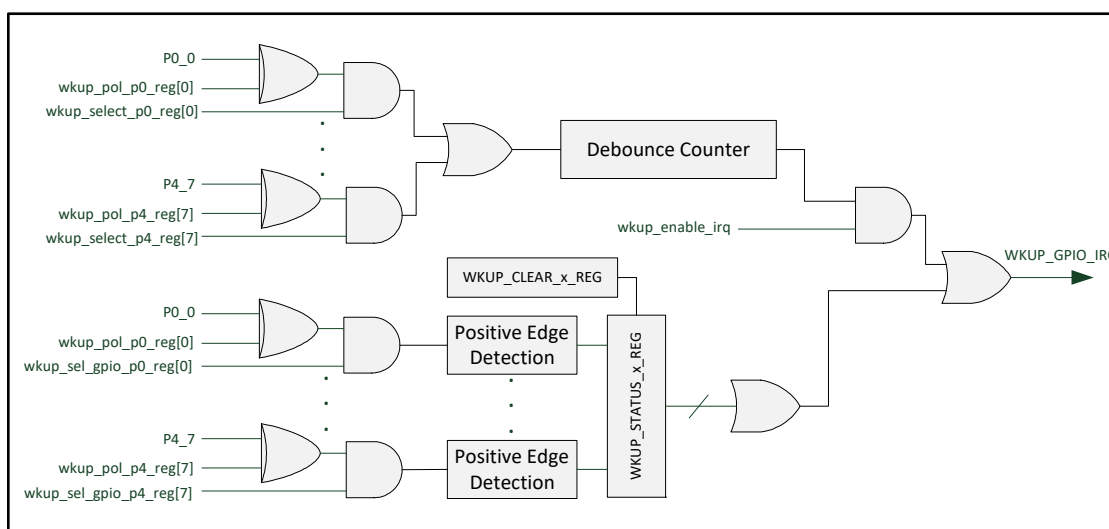 P0_0
wkup_pol_p0_reg[0]
wkup_select_p0_reg[0]
P4_7
wkup_pol_p4_reg[7]
wkup_select_p4_reg[7]
Debounce Counter
wkup_enable_irq
WKUP_GPIO_IRQ
WKUP_CLEAR_x_REG
P0_0
wkup_pol_p0_reg[0]
wkup_sel_gpio_p0_reg[0]
Positive Edge
Detection
P4_7
wkup_pol_p4_reg[7]
wkup_sel_gpio_p4_reg[7]
Positive Edge
Detection
WKUP_STATUS_x_REG